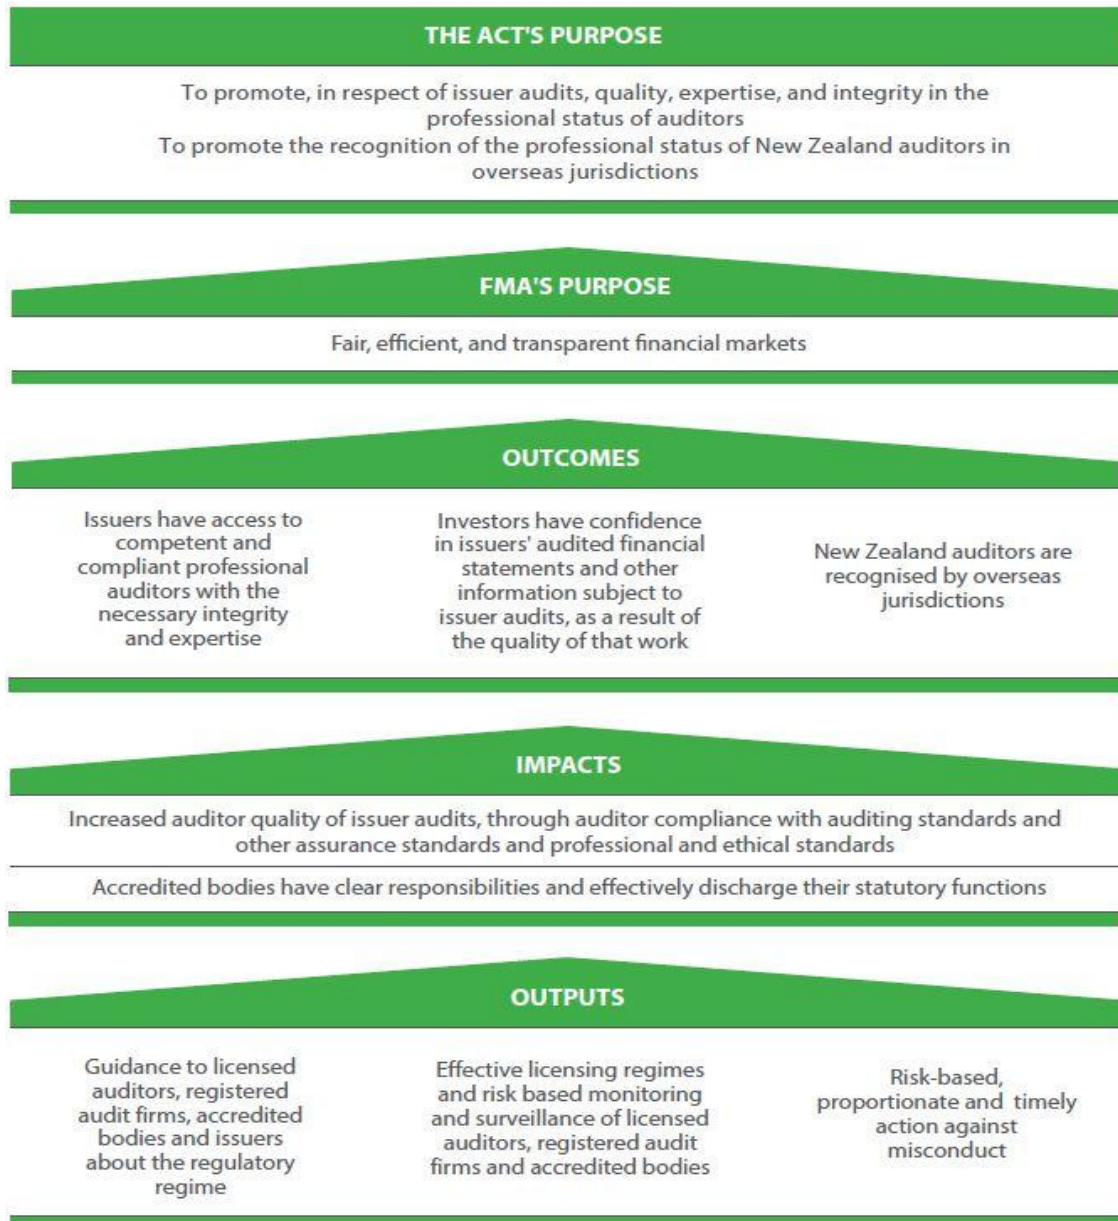 THE ACT'S PURPOSE
To promote, in respect of issuer audits, quality, expertise, and integrity in the
professional status of auditors
To promote the recognition of the professional status of New Zealand auditors in
overseas jurisdictions
FMA'S PURPOSE
Fair, efficient, and transparent financial markets
OUTCOMES
Issuers have access to
competent and
compliant professional
auditors with the
necessary integrity
and expertise
Investors have confidence
in issuers' audited financial
statements and other
information subject to
issuer audits, as a result of
the quality of that work
New Zealand auditors are
recognised by overseas
jurisdictions
IMPACTS
Increased auditor quality of issuer audits, through auditor compliance with auditing standards and
other assurance standards and professional and ethical standards
Accredited bodies have clear responsibilities and effectively discharge their statutory functions
OUTPUTS
Guidance to licensed
auditors, registered
audit firms, accredited
bodies and issuers
about the regulatory
regime
Effective licensing regimes
and risk based monitoring
and surveillance of licensed
auditors, registered audit
firms and accredited bodies
Risk-based,
proportionate and timely
action against
misconduct